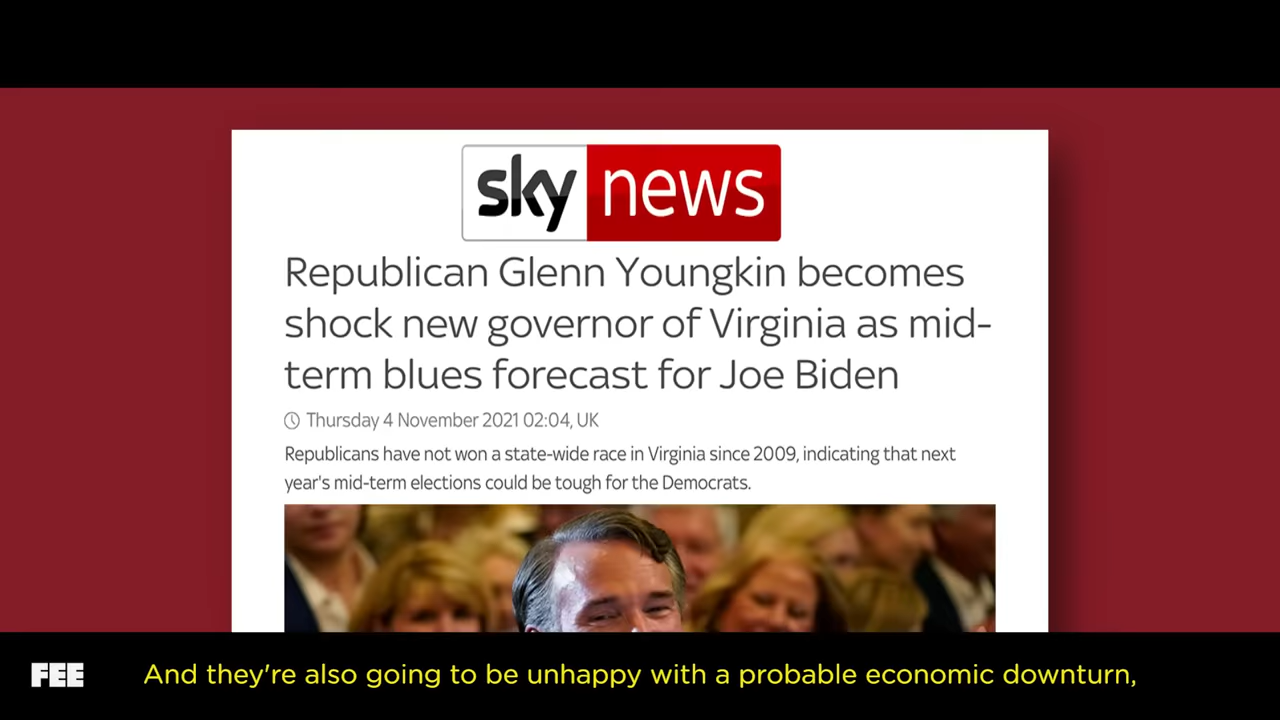 sky news
Republican Glenn Youngkin becomes
shock new governor of Virginia as mid-
term blues forecast for Joe Biden
Thursday 4 November 2021 02:04, UK
Republicans have not won a state-wide race in Virginia since 2009, indicating that next
year's mid-term elections could be tough for the Democrats.
FEE
And they're also going to be unhappy with a probable economic downturn,